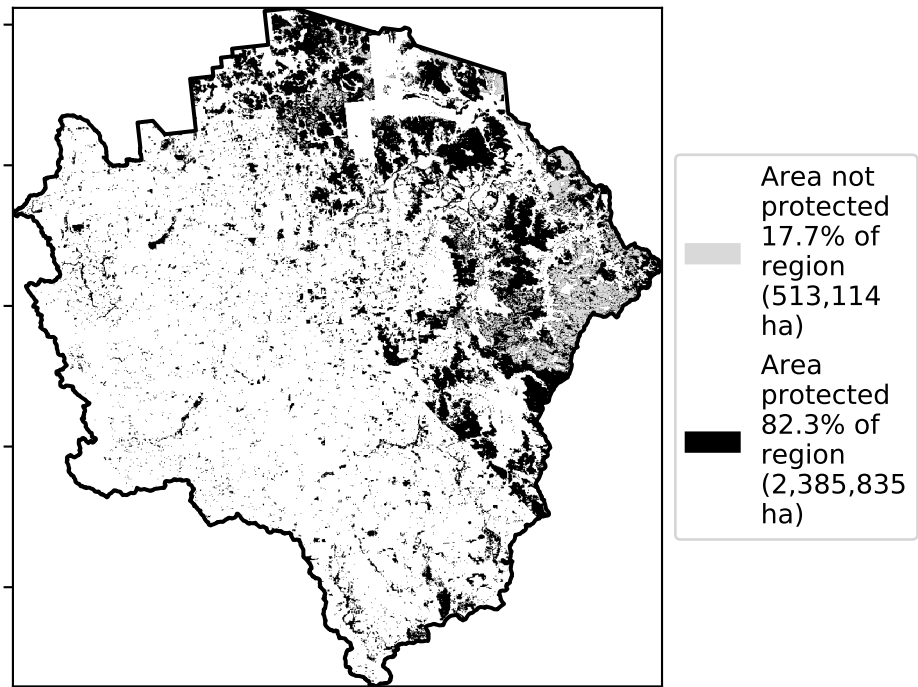 Area not
protected
17.7% of
region
(513,114
ha)
Area
protected
82.3% of
region
(2,385,835
ha)